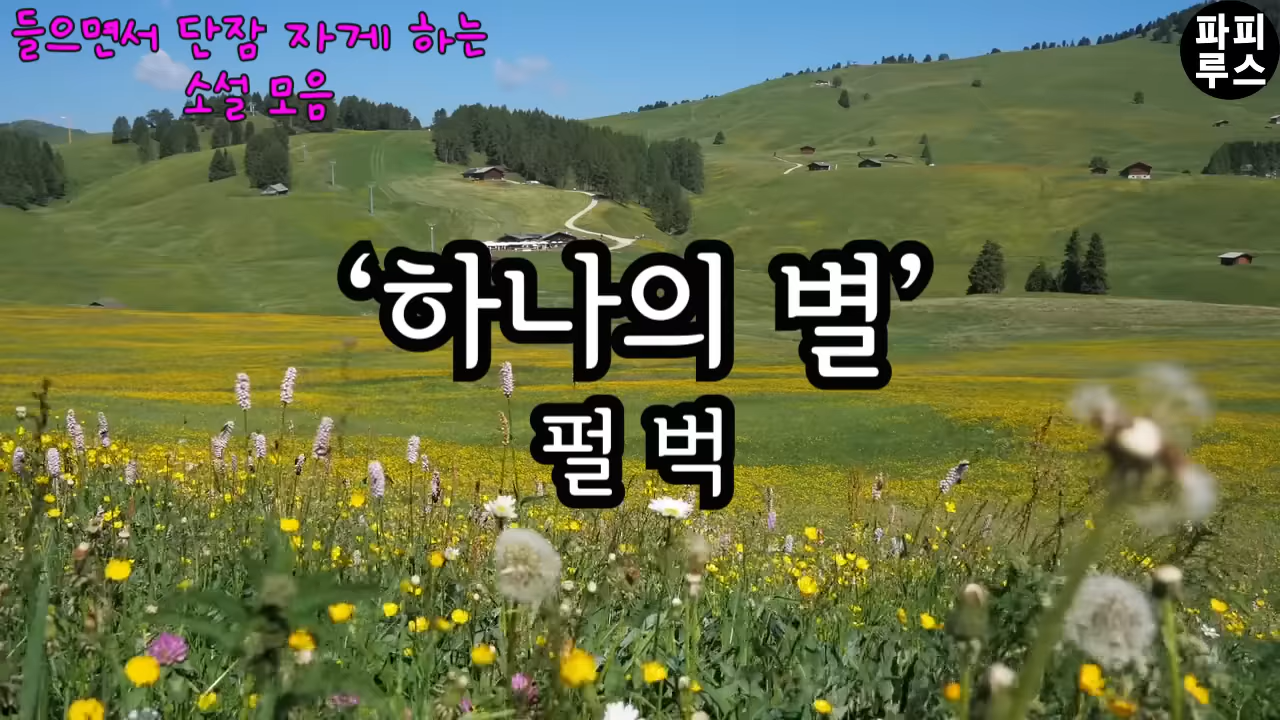 들으면서 단잠 자게 하는
소설 모음
파피
루스
‘하나의 별’
펄 벅